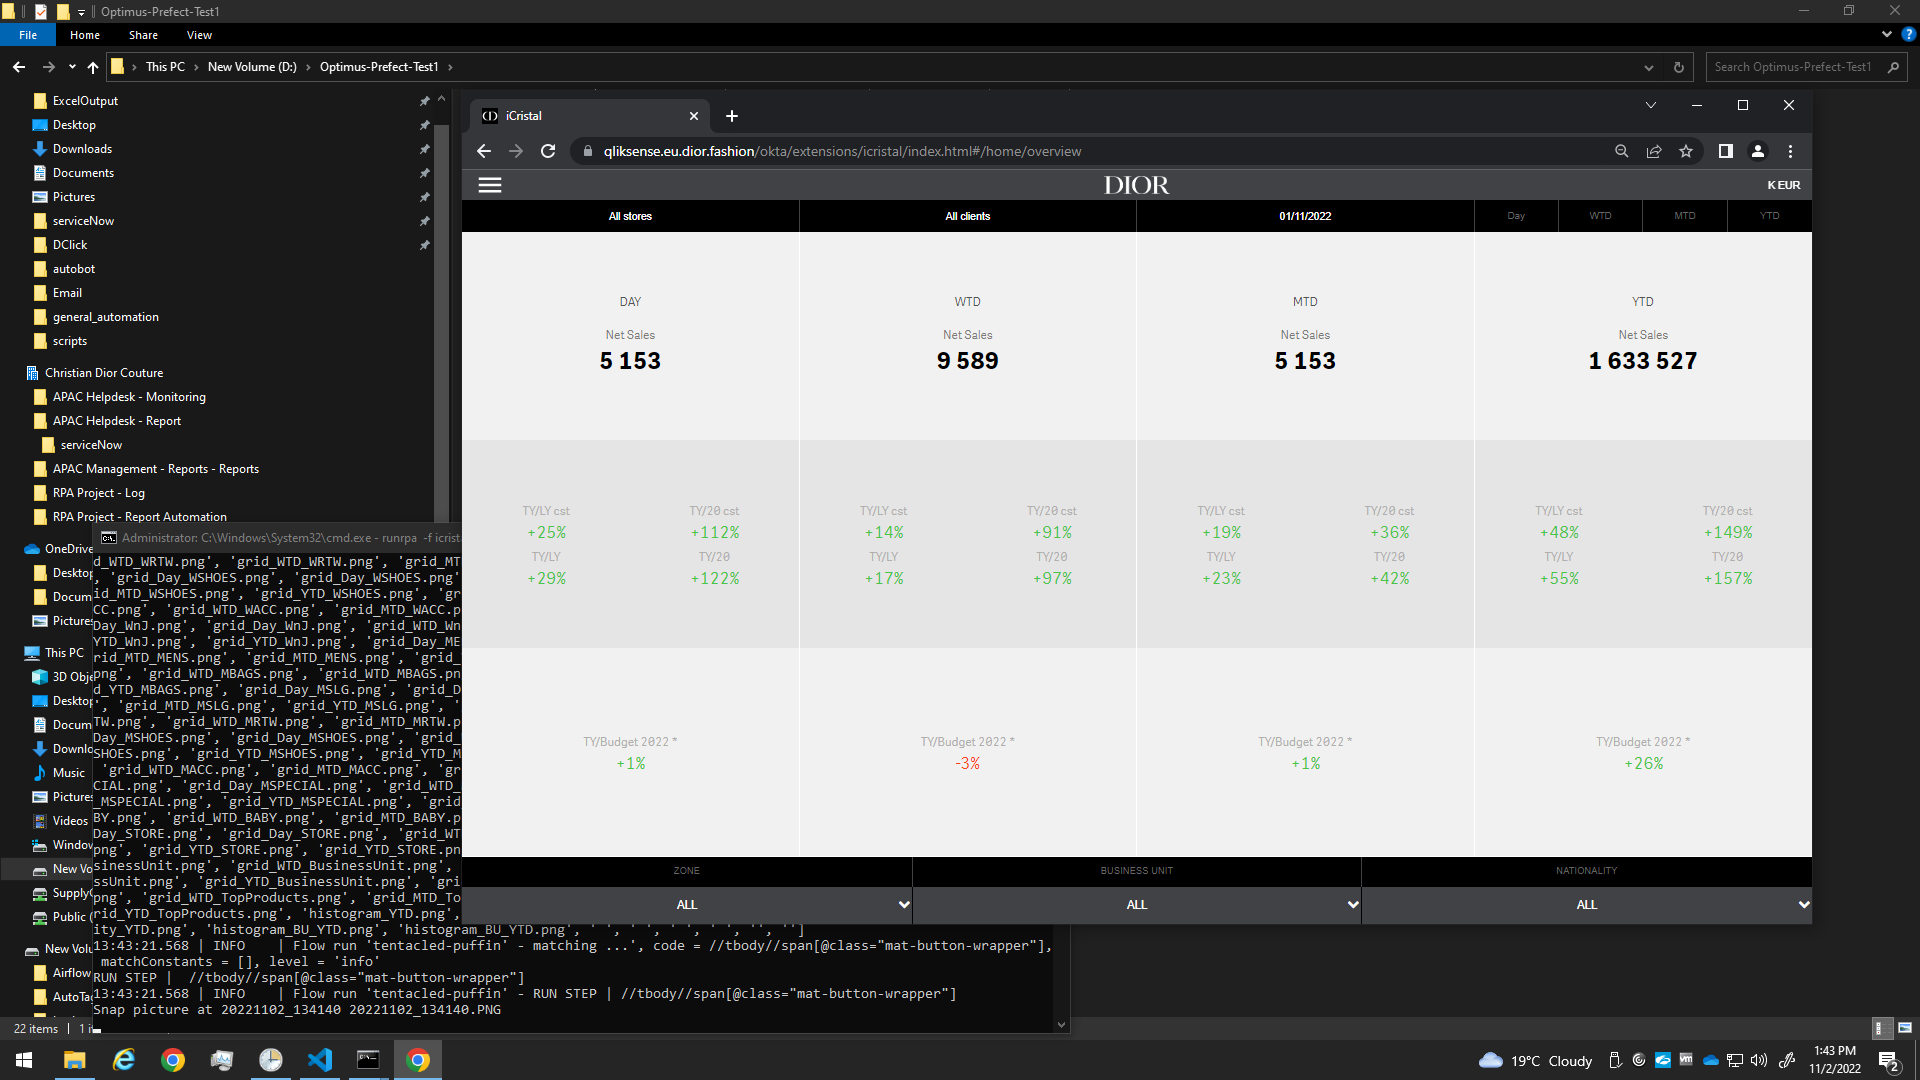 Optimus-Prefect-Test1
File Home Share View
This PC New Volume (D:) Optimus-Prefect-Test1
Search Optimus-Prefect-Test1
ExcelOutput
Desktop
Downloads
Documents
Pictures
serviceNow
DClick
autobot
Email
general_automation
scripts
Christian Dior Couture
APAC Helpdesk - Monitoring
APAC Helpdesk - Report
serviceNow
APAC Management - Reports - Reports
RPA Project - Log
RPA Project - Report Automation
OneDrive
Desktop
Docum
Pictures
This PC
3D Obje
Desktop
Docum
Downlo
Music
Pictures
Videos
Window
New Vo
Supply
Public (
New Volu
Airflow
AutoTa
22 items 1 i
iCristal
qliksense.eu.dior.fashion/okta/extensions/icristal/index.html#/home/overview
DIOR
K EUR
All stores All clients 01/11/2022 Day WTD MTD YTD
DAY WTD MTD YTD
Net Sales Net Sales Net Sales Net Sales
5 153 9 589 5 153 1 633 527
TY/LY cst TY/20 cst TY/LY cst TY/20 cst TY/LY cst TY/20 cst TY/LY cst TY/20 cst
+25% +112% +14% +91% +19% +36% +48% +149%
TY/LY TY/20 TY/LY TY/20 TY/LY TY/20 TY/LY TY/20
+29% +122% +17% +97% +23% +42% +55% +157%
TY/Budget 2022 * TY/Budget 2022 * TY/Budget 2022 * TY/Budget 2022 *
+1% -3% +1% +26%
ZONE BUSINESS UNIT NATIONALITY
ALL ALL ALL
Administrator: C:\Windows\System32\cmd.exe - runrpa -f icrist
d_WTD_WRTW.png', 'grid_WTD_WRTW.png', 'grid_MT
, 'grid_Day_WSHOES.png', 'grid_Day_WSHOES.png'
id_MTD_WSHOES.png', 'grid_YTD_WSHOES.png', 'gr
CC.png', 'grid_WTD_WACC.png', 'grid_MTD_WACC.p
Day_WnJ.png', 'grid_Day_WnJ.png', 'grid_WTD_Wn
YTD_WnJ.png', 'grid_YTD_WnJ.png', 'grid_Day_ME
rid_MTD_MENS.png', 'grid_MTD_MENS.png', 'grid_
png', 'grid_WTD_MBAGS.png', 'grid_WTD_MBAGS.pn
d_YTD_MBAGS.png', 'grid_Day_MSLG.png', 'grid_D
', 'grid_MTD_MSLG.png', 'grid_YTD_MSLG.png', '
TW.png', 'grid_WTD_MRTW.png', 'grid_MTD_MRTW.p
Day_MSHOES.png', 'grid_Day_MSHOES.png', 'grid_
SHOES.png', 'grid_YTD_MSHOES.png', 'grid_YTD_M
'grid_WTD_MACC.png', 'grid_MTD_MACC.png', 'gr
CIAL.png', 'grid_Day_MSPECIAL.png', 'grid_WTD_
_MSPECIAL.png', 'grid_YTD_MSPECIAL.png', 'grid
BY.png', 'grid_WTD_BABY.png', 'grid_MTD_BABY.p
Day_STORE.png', 'grid_Day_STORE.png', 'grid_WT
png', 'grid_YTD_STORE.png', 'grid_YTD_STORE.pn
sinessUnit.png', 'grid_WTD_BusinessUnit.png',
ssUnit.png', 'grid_YTD_BusinessUnit.png', 'gri
png', 'grid_WTD_TopProducts.png', 'grid_MTD_To
rid_YTD_TopProducts.png', 'histogram_YTD.png',
ity_YTD.png', 'histogram_BU_YTD.png', 'histogram_BU_YTD.png',
13:43:21.568 | INFO | Flow run 'tentacled-puffin' - matching ...', code = //tbody//span[@class="mat-button-wrapper"],
matchConstants = [], level = 'info'
RUN STEP | //tbody//span[@class="mat-button-wrapper"]
13:43:21.568 | INFO | Flow run 'tentacled-puffin' - RUN STEP | //tbody//span[@class="mat-button-wrapper"]
Snap picture at 20221102_134140 20221102_134140.PNG
19°C Cloudy
1:43 PM
11/2/2022
2